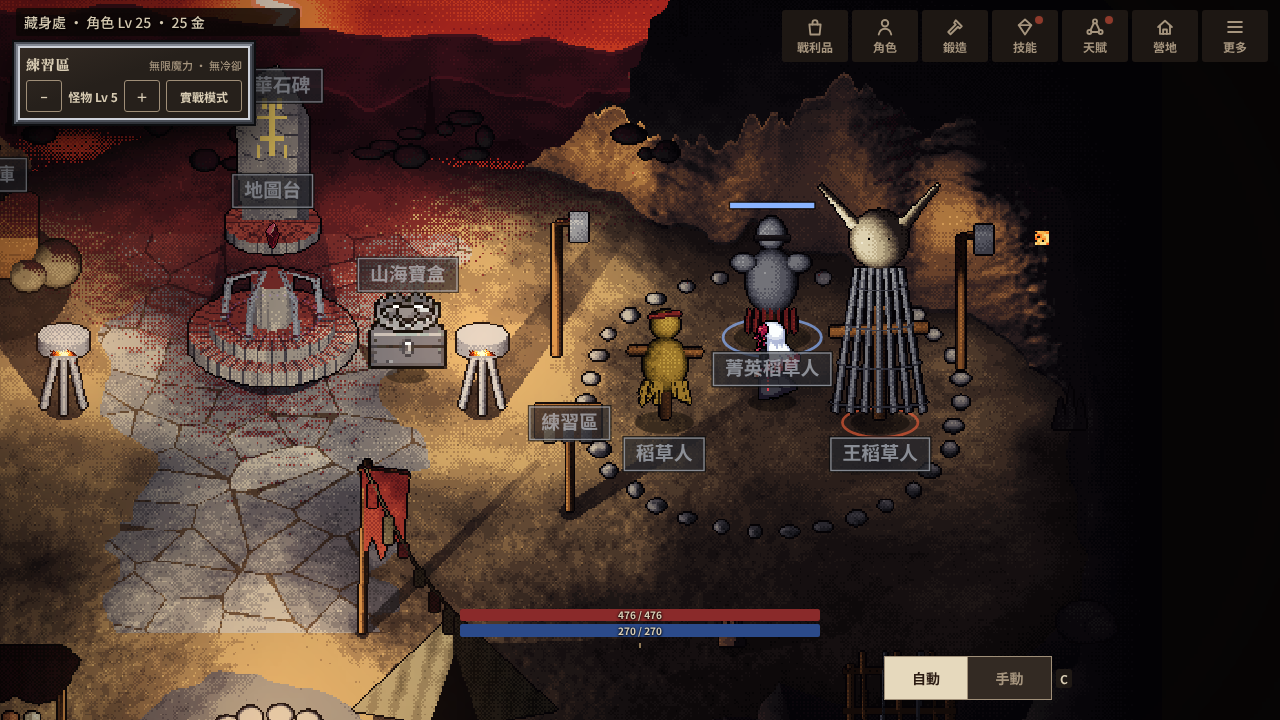 藏身處 · 角色 Lv 25 · 25 金
練習區
無限魔力 · 無冷卻
－ 怪物 Lv 5 ＋ 實戰模式
戰利品
角色
鍛造
技能
天賦
營地
更多
華石碑
庫
地圖台
山海寶盒
菁英稻草人
練習區
稻草人
王稻草人
476 / 476
270 / 270
自動
手動
C